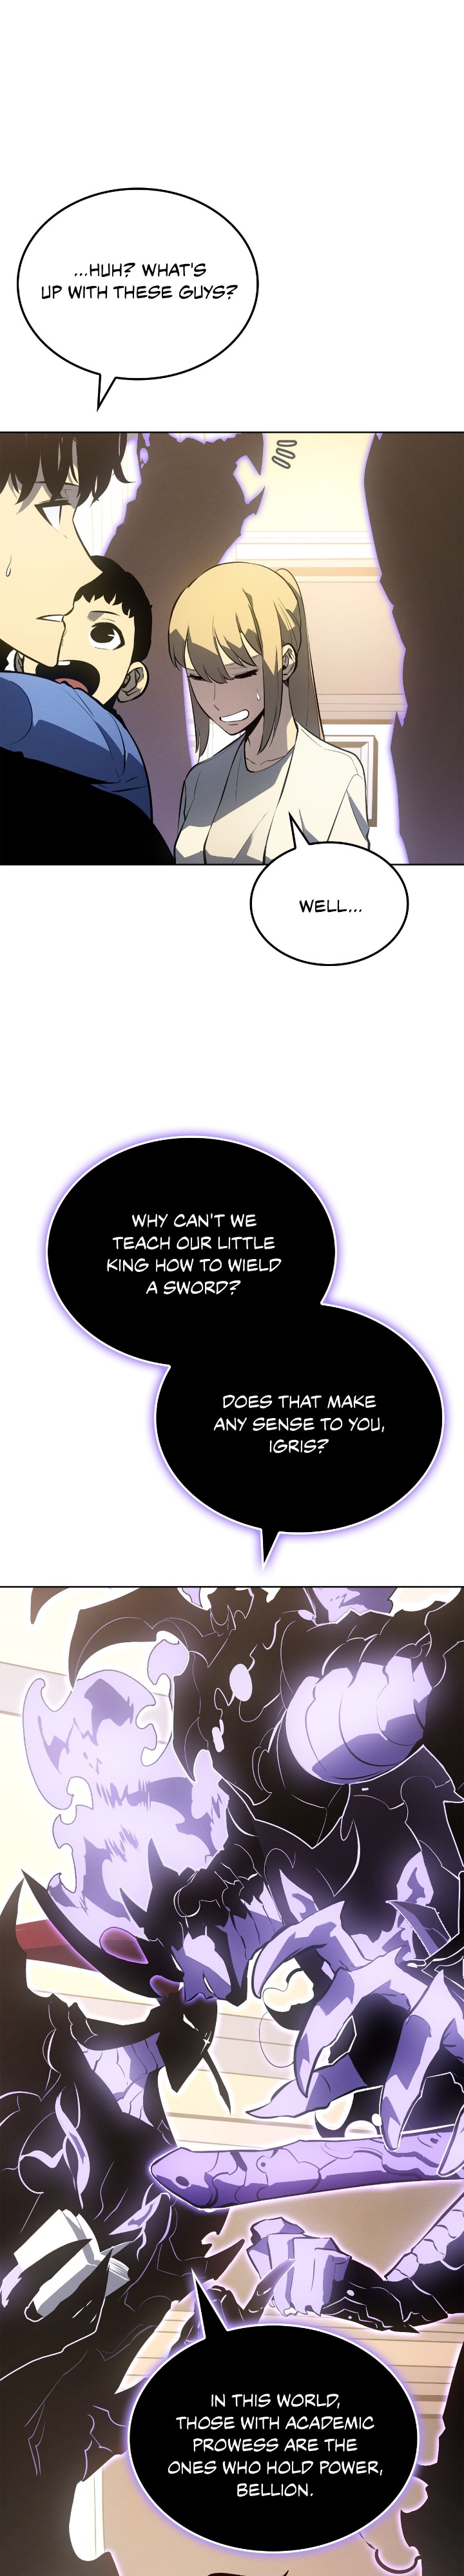 ...HUH? WHAT'S
UP WITH THESE GUYS?
WELL...
WHY CAN'T WE
TEACH OUR LITTLE
KING HOW TO WIELD
A SWORD?
DOES THAT MAKE
ANY SENSE TO YOU,
IGRIS?
IN THIS WORLD,
THOSE WITH ACADEMIC
PROWESS ARE THE
ONES WHO HOLD POWER,
BELLION.